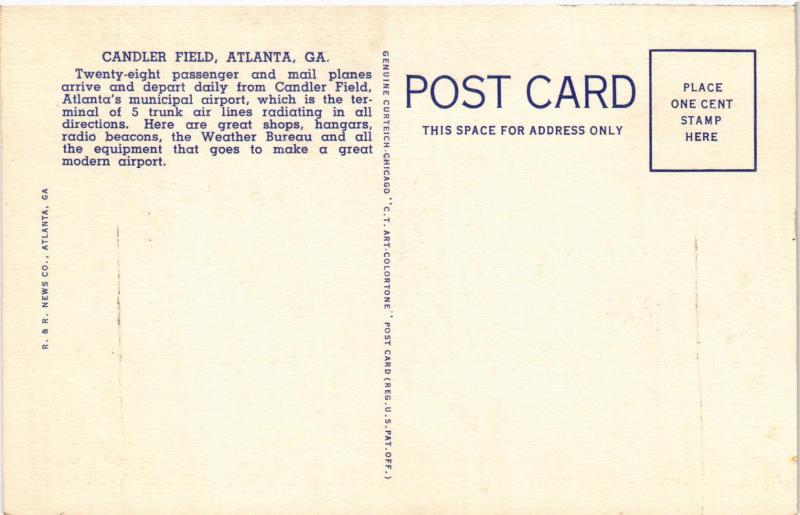 CANDLER FIELD, ATLANTA, GA.
Twenty-eight passenger and mail planes
arrive and depart daily from Candler Field,
Atlanta's municipal airport, which is the ter-
minal of 5 trunk air lines radiating in all
directions. Here are great shops, hangars,
radio beacons, the Weather Bureau and all
the equipment that goes to make a great
modern airport.
R. & R. NEWS CO., ATLANTA, GA
GENUINE CURTEICH-CHICAGO "C.T. ART-COLORTONE" POST CARD (REG. U.S. PAT. OFF.)
POST CARD
THIS SPACE FOR ADDRESS ONLY
PLACE
ONE CENT
STAMP
HERE